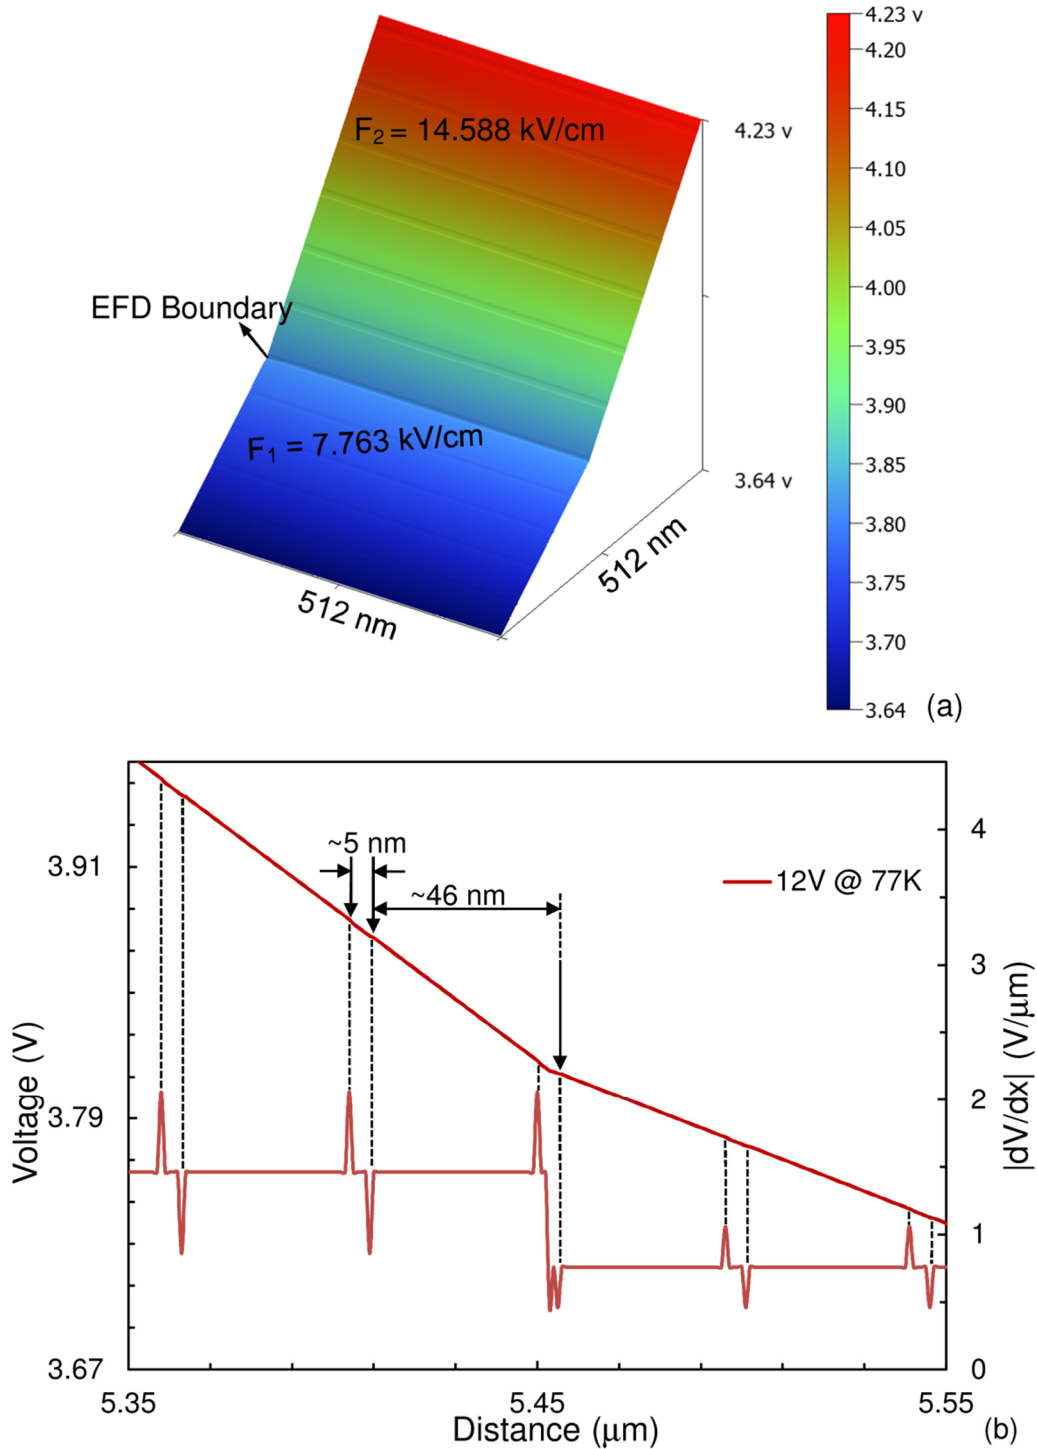 4.23 v
4.20
4.15
F₂ = 14.588 kV/cm
4.23 v
4.10
4.05
4.00
EFD Boundary
3.95
3.90
F₁ = 7.763 kV/cm
3.85
3.64 v
3.80
512 nm
3.75
512 nm
3.70
3.64
(a)
~5 nm
4
3.91
12V @ 77K
~46 nm
3
Voltage (V)
|dV/dx| (V/μm)
3.79
2
1
3.67
0
5.35
5.45
5.55
Distance (μm)
(b)